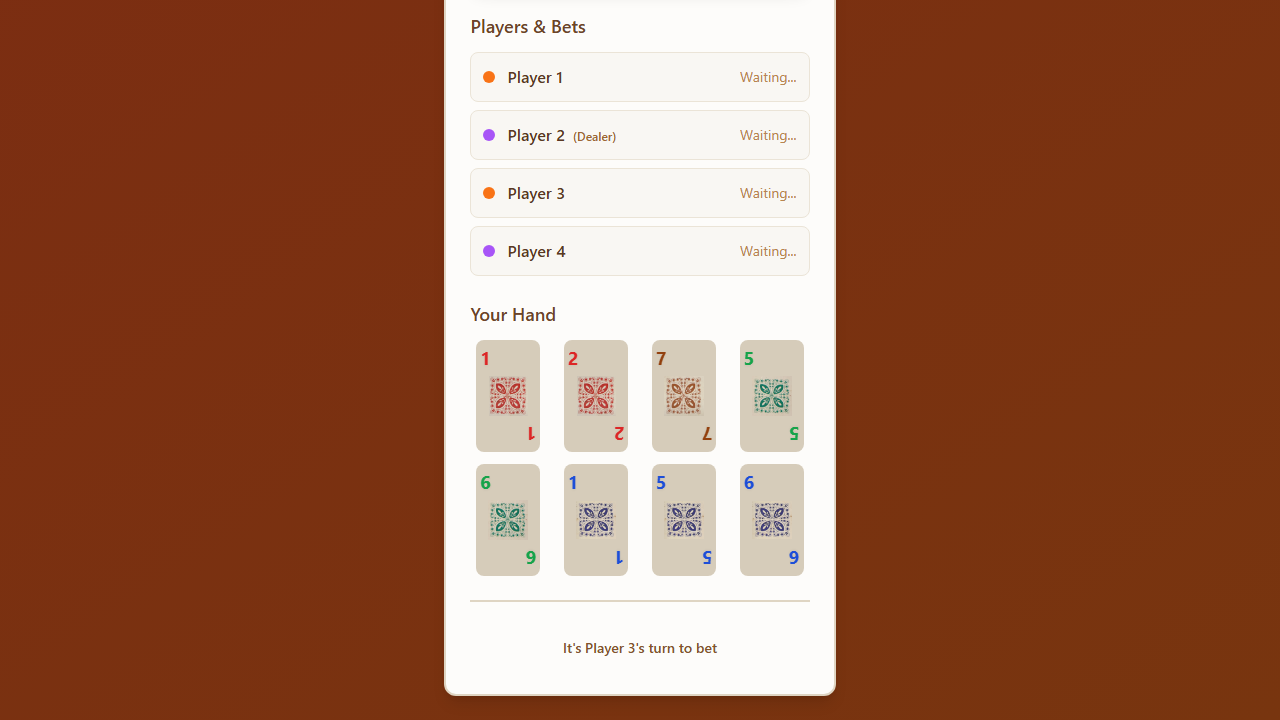 Players & Bets
Player 1 Waiting...
Player 2 (Dealer) Waiting...
Player 3 Waiting...
Player 4 Waiting...
Your Hand
1 2 7 5
1 2 7 5
6 1 5 6
6 1 5 6
It's Player 3's turn to bet